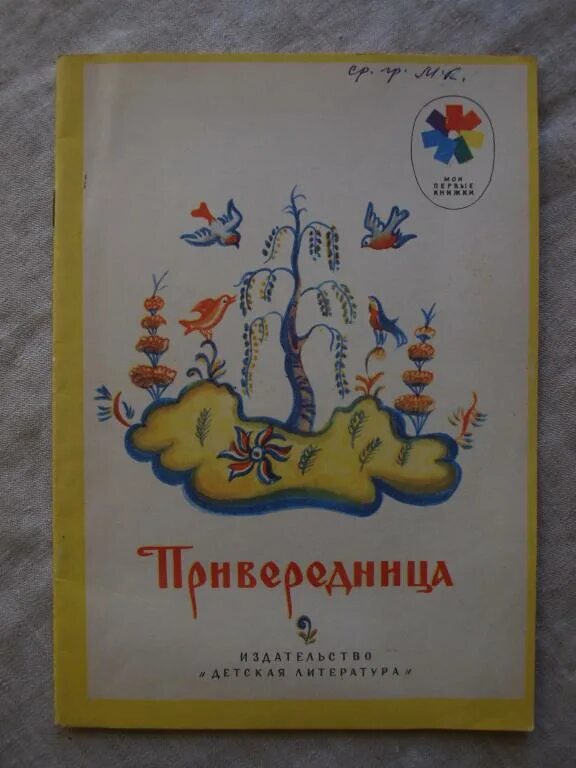 ср. гр. М.К.
МОИ
ПЕРВЫЕ
КНИЖКИ
Привередница
ИЗДАТЕЛЬСТВО
„ДЕТСКАЯ ЛИТЕРАТУРА"